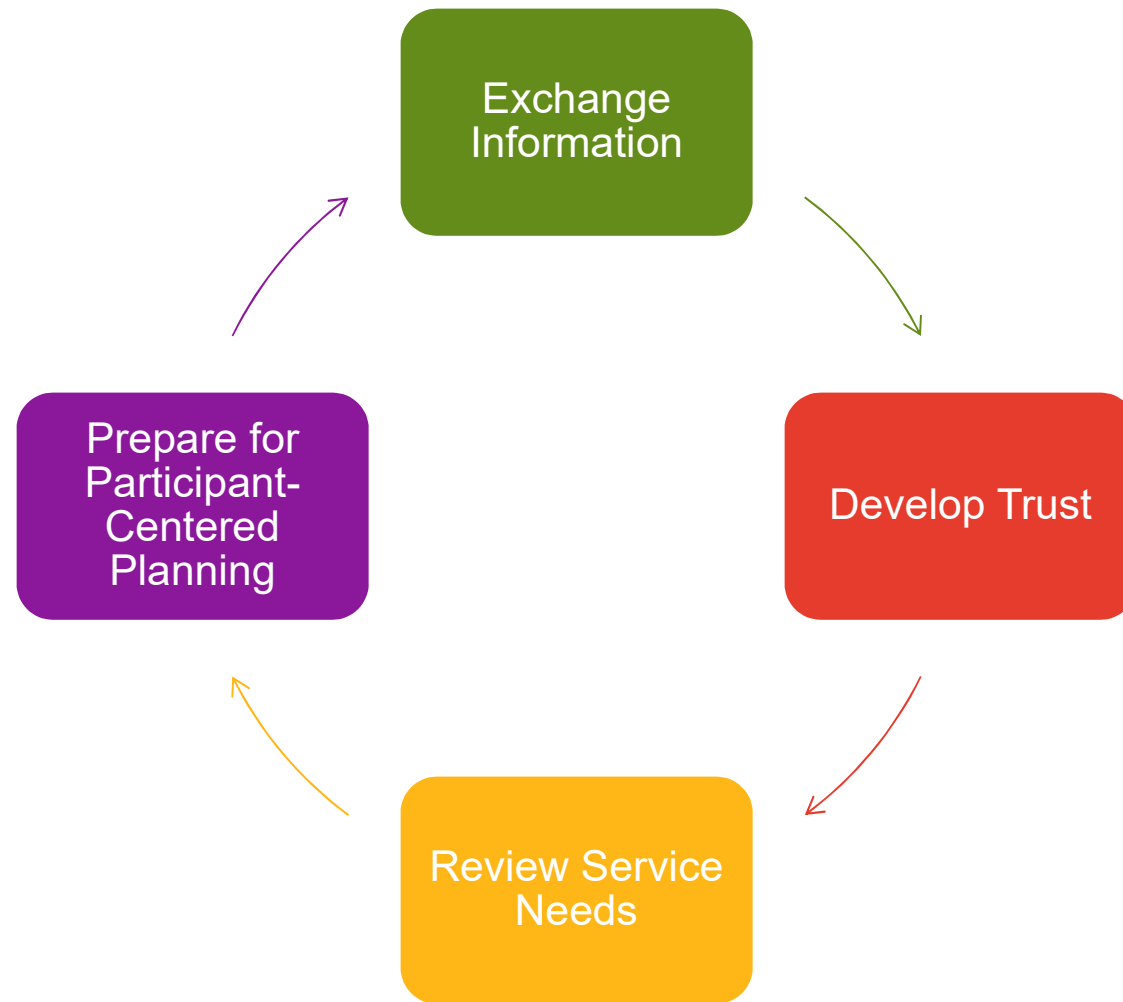 Exchange
Information
Develop Trust
Review Service
Needs
Prepare for
Participant-
Centered
Planning